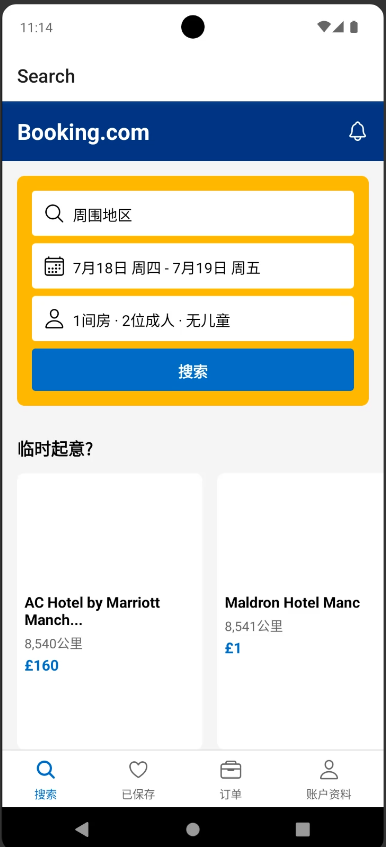 11:14
Search
Booking.com
周围地区
7月18日 周四 - 7月19日 周五
1间房 · 2位成人 · 无儿童
搜索
临时起意?
AC Hotel by Marriott
Manch...
8,540公里
£160
Maldron Hotel Manc
8,541公里
£1
搜索
已保存
订单
账户资料